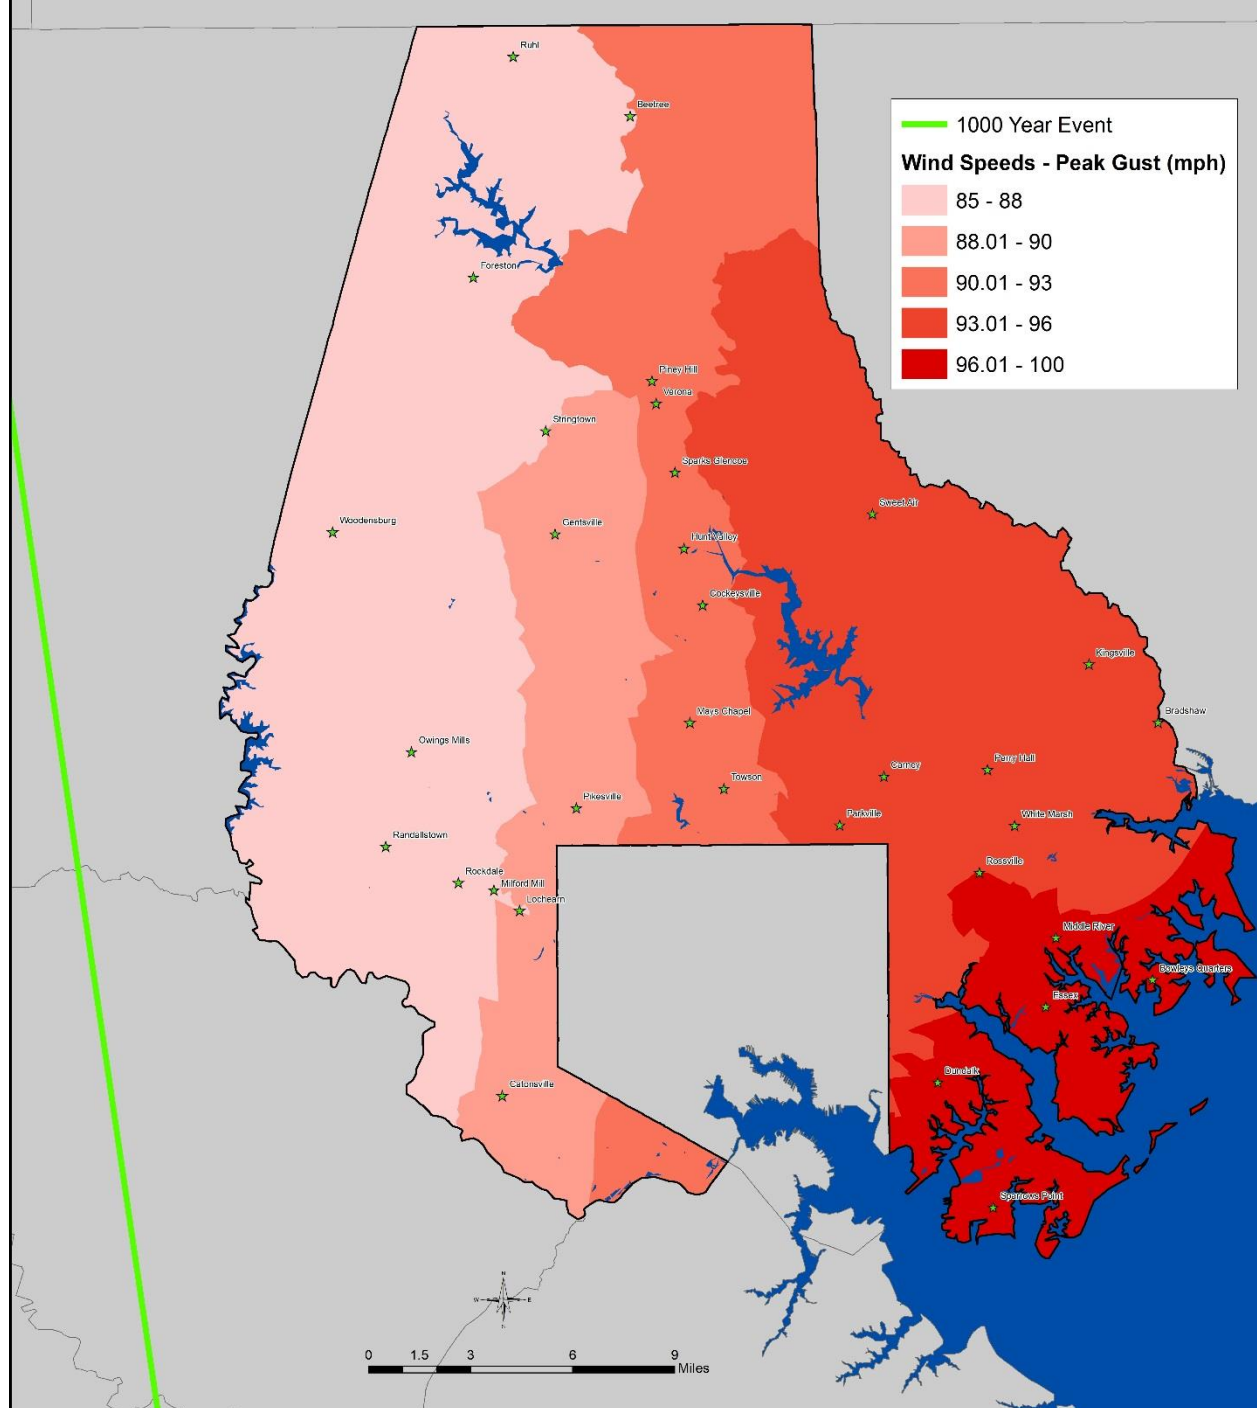 Ruhl
Beetree
1000 Year Event
Wind Speeds - Peak Gust (mph)
85 - 88
88.01 - 90
90.01 - 93
93.01 - 96
96.01 - 100
Foreston
Piney Hill
Verona
Stringtown
Sparks Glencoe
Sweet Air
Woodensburg
Gentsville
Hunt Valley
Cockeysville
Kingsville
Mays Chapel
Bradshaw
Owings Mills
Carney
Perry Hall
Towson
Pikesville
Parkville
White Marsh
Randallstown
Rossville
Rockdale
Milford Mill
Lochearn
Middle River
Bowleys Quarters
Essex
Dundalk
Catonsville
Sparrows Point
N
W
E
S
0 1.5 3 6 9
Miles